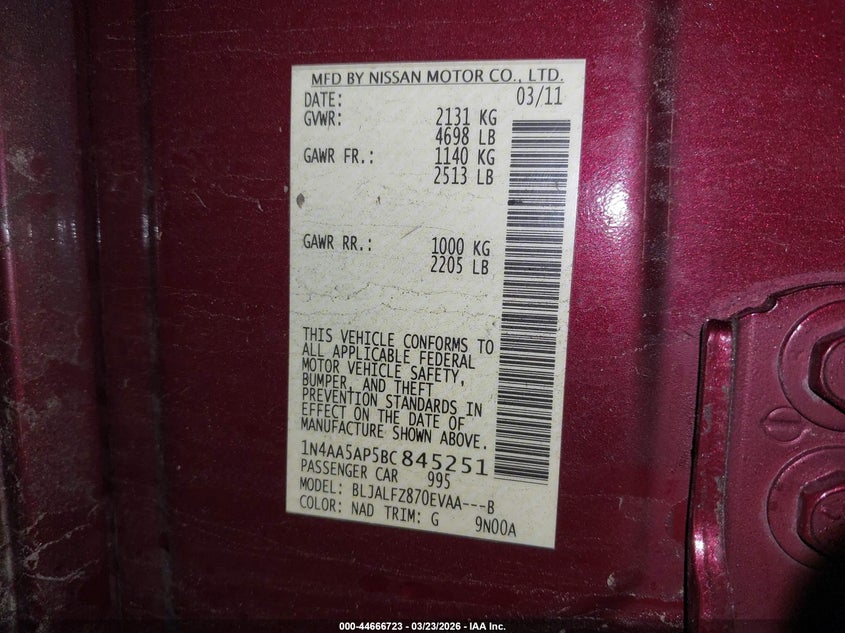 MFD BY NISSAN MOTOR CO., LTD.
DATE: 03/11
GVWR: 2131 KG
4698 LB
GAWR FR.: 1140 KG
2513 LB
GAWR RR.: 1000 KG
2205 LB
THIS VEHICLE CONFORMS TO
ALL APPLICABLE FEDERAL
MOTOR VEHICLE SAFETY,
BUMPER, AND THEFT
PREVENTION STANDARDS IN
EFFECT ON THE DATE OF
MANUFACTURE SHOWN ABOVE.
1N4AA5AP5BC845251
PASSENGER CAR 995
MODEL: BLJALFZ870EVAA---B
COLOR: NAD TRIM: G 9N00A
000-44666723 - 03/23/2026 - IAA Inc.